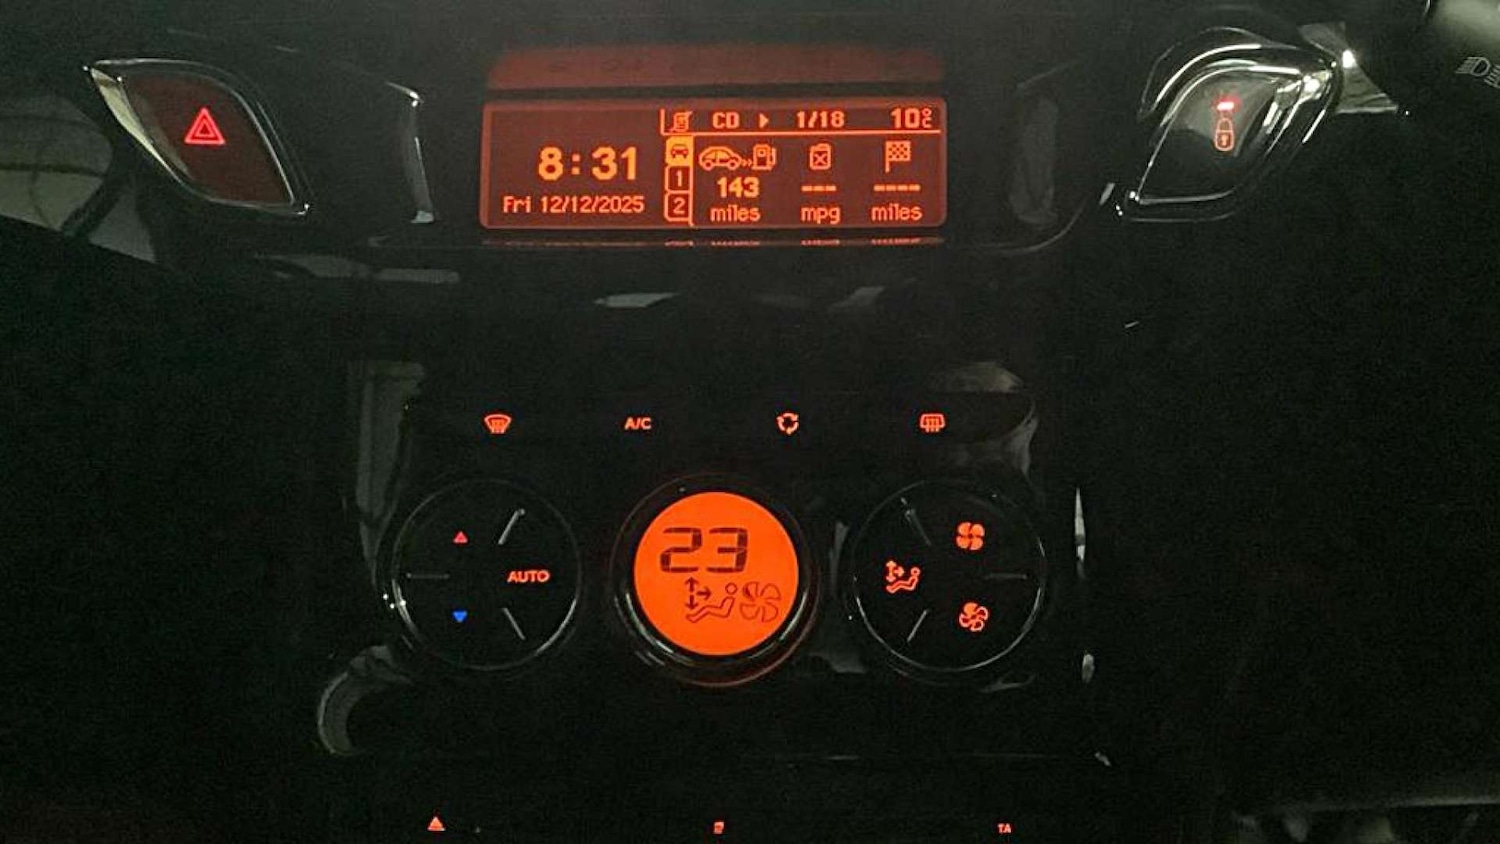 CD 1/18 10°C
8:31
Fri 12/12/2025
1
2
143 --- ----
miles mpg miles
A/C
AUTO
23
TA